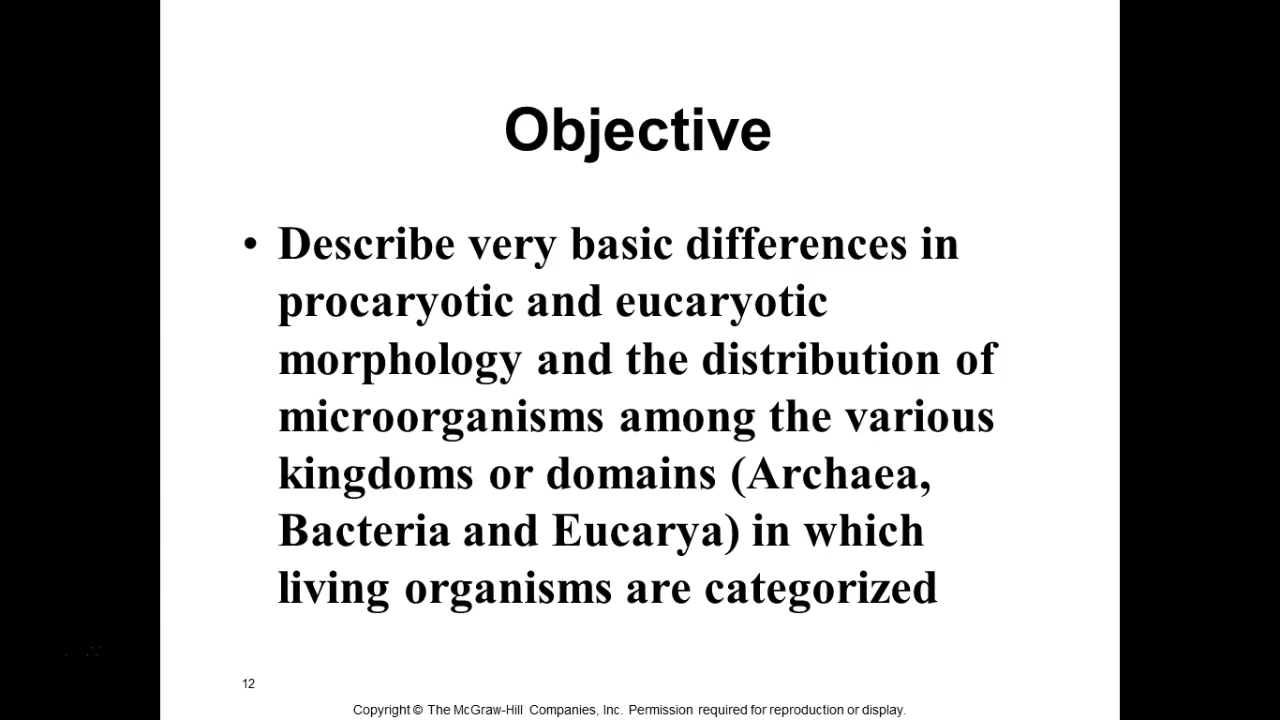 Objective
• Describe very basic differences in
procaryotic and eucaryotic
morphology and the distribution of
microorganisms among the various
kingdoms or domains (Archaea,
Bacteria and Eucarya) in which
living organisms are categorized
12
Copyright © The McGraw-Hill Companies, Inc. Permission required for reproduction or display.